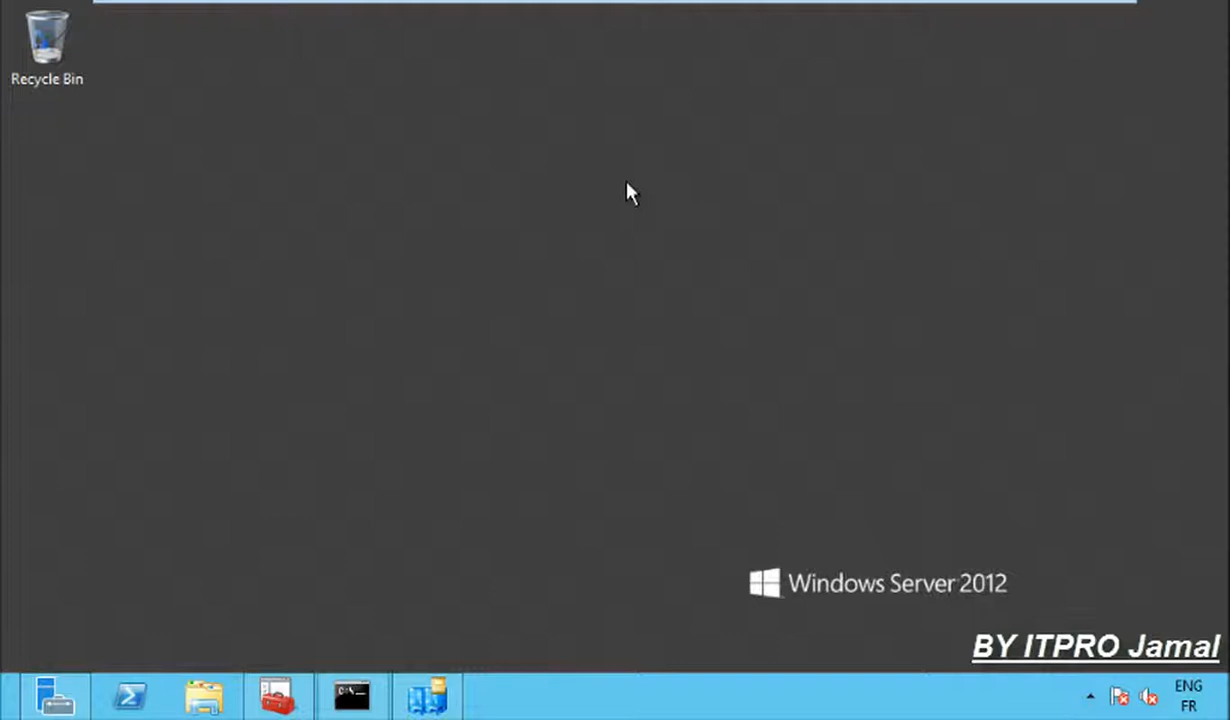 Recycle Bin
Windows Server 2012
BY ITPRO Jamal
C:\_
ENG
FR